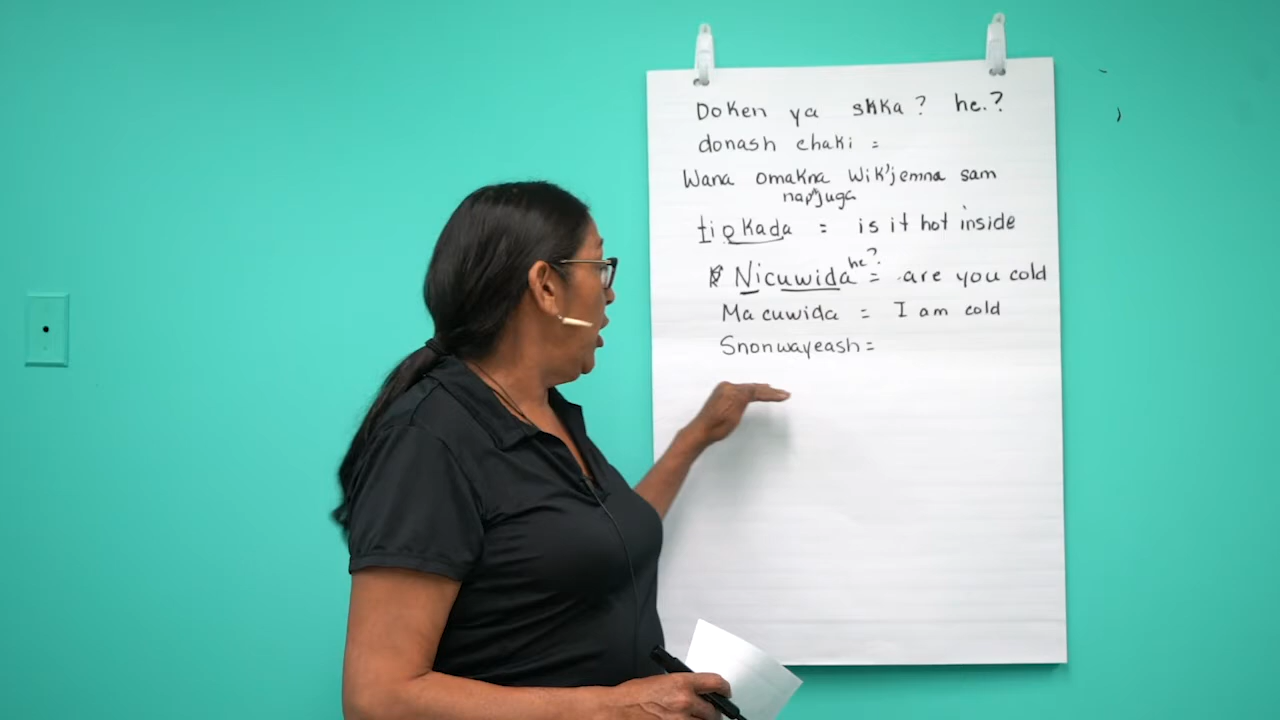 Doken ya shka? he.?
donash chaki =
Wana omakna Wik'jemna sam
nap'juga
tiokada = is it hot inside
Nicuwida he? = are you cold
Macuwida = I am cold
Snonwayeash =